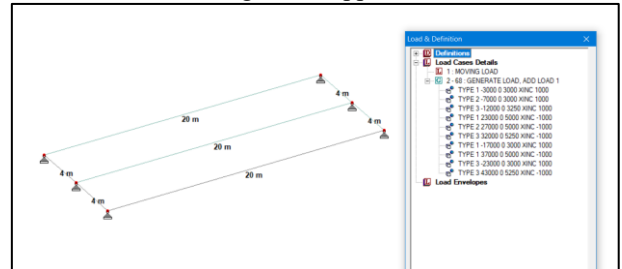 Load & Definition
Definitions
Load Cases Details
1 : MOVING LOAD
2 - 68 : GENERATE LOAD, ADD LOAD 1
TYPE 1 -3000 0 3000 XINC 1000
TYPE 2 -7000 0 3000 XINC 1000
TYPE 3 -12000 0 3250 XINC 1000
TYPE 1 23000 0 5000 XINC -1000
TYPE 2 27000 0 5000 XINC -1000
TYPE 3 32000 0 5250 XINC -1000
TYPE 1 -17000 0 3000 XINC 1000
TYPE 1 37000 0 5000 XINC -1000
TYPE 3 -23000 0 3000 XINC 1000
TYPE 3 43000 0 5250 XINC -1000
Load Envelopes
4 m
20 m
4 m
20 m
4 m
20 m
4 m